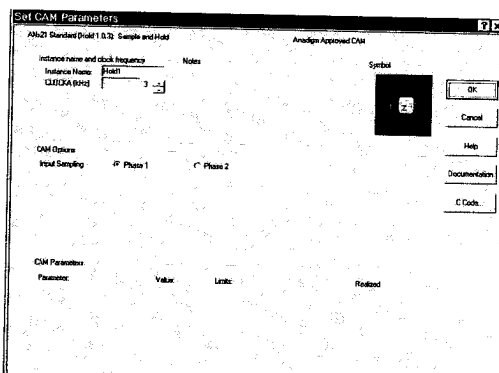 Set CAM Parameters
ANx21 Standard (Hold 1.0.3): Sample and Hold
Anadigm Approved CAM
Instance name and clock frequency
Notes
Symbol
Instance Name: Hold1
CLOCKA (kHz) 3
OK
Cancel
Help
Documentation
C Code...
CAM Options
Input Sampling Phase 1 Phase 2
CAM Parameters
Parameter: Value: Limits: Realized